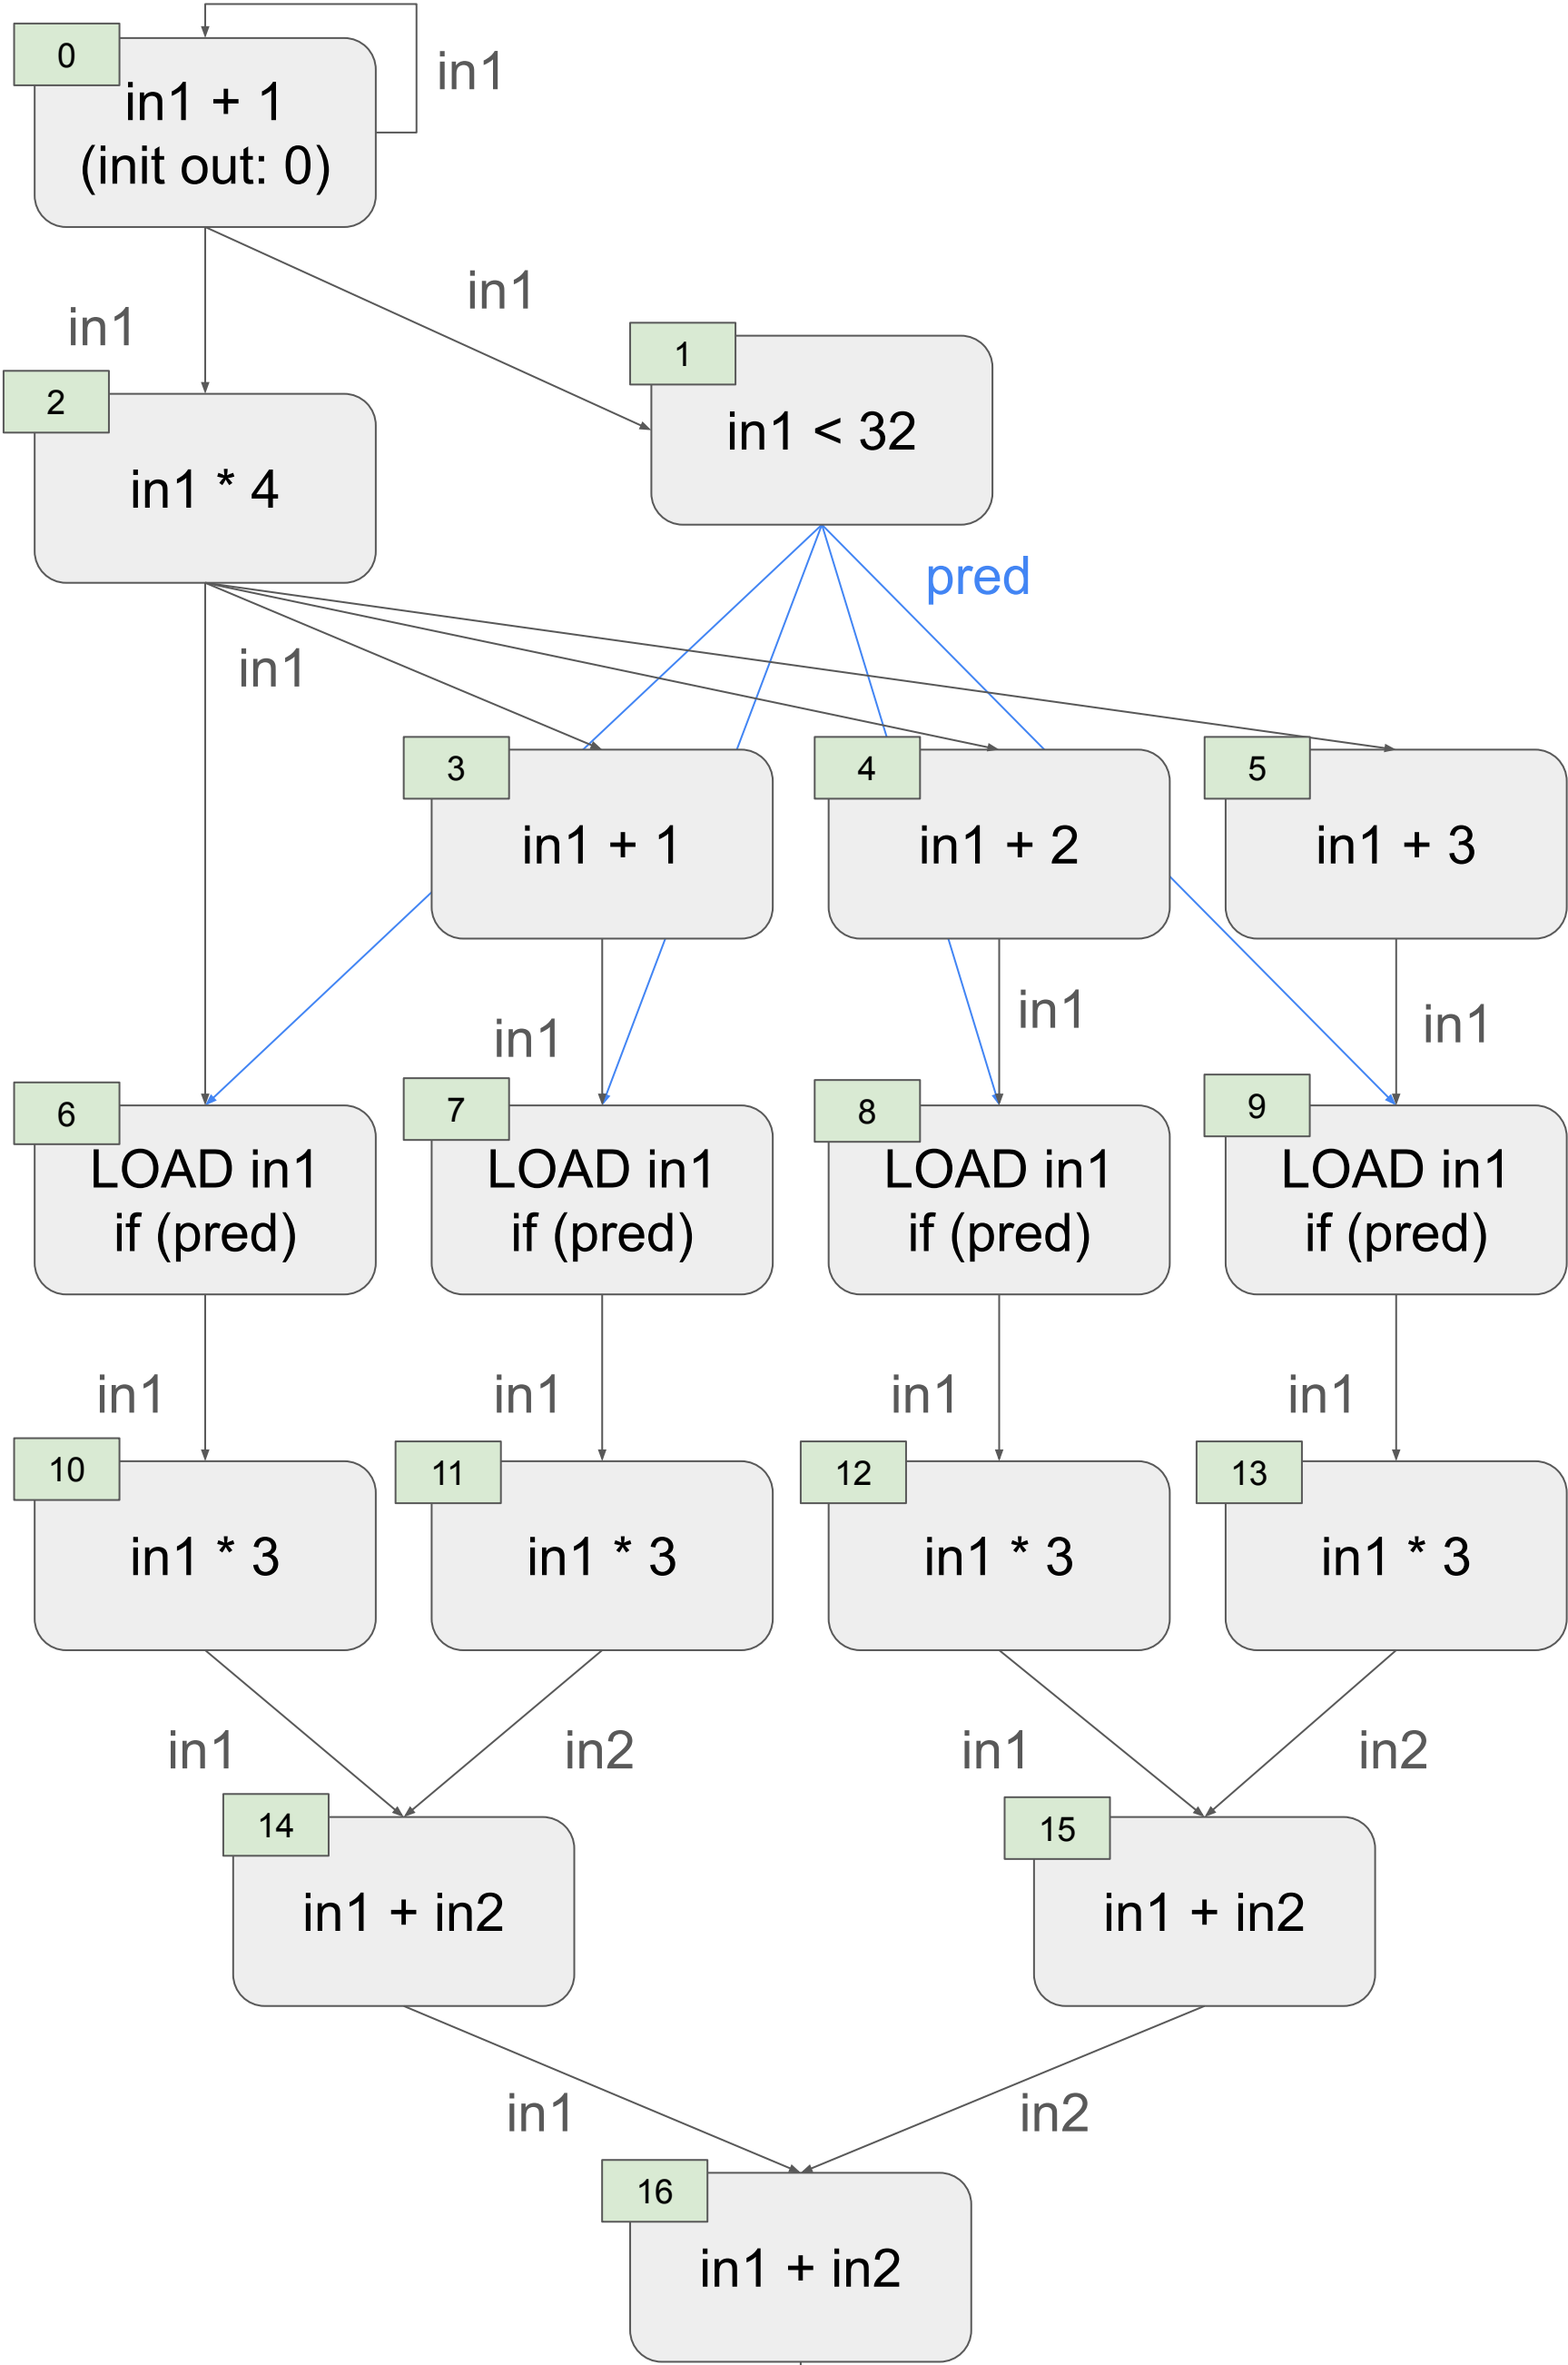 0
in1
in1 + 1
(init out: 0)
in1
in1
1
2
in1 < 32
in1 * 4
pred
in1
3
4
5
in1 + 1
in1 + 2
in1 + 3
in1
in1
in1
6
7
8
9
LOAD in1
if (pred)
LOAD in1
if (pred)
LOAD in1
if (pred)
LOAD in1
if (pred)
in1
in1
in1
in1
10
11
12
13
in1 * 3
in1 * 3
in1 * 3
in1 * 3
in1
in2
in1
in2
14
15
in1 + in2
in1 + in2
in1
in2
16
in1 + in2